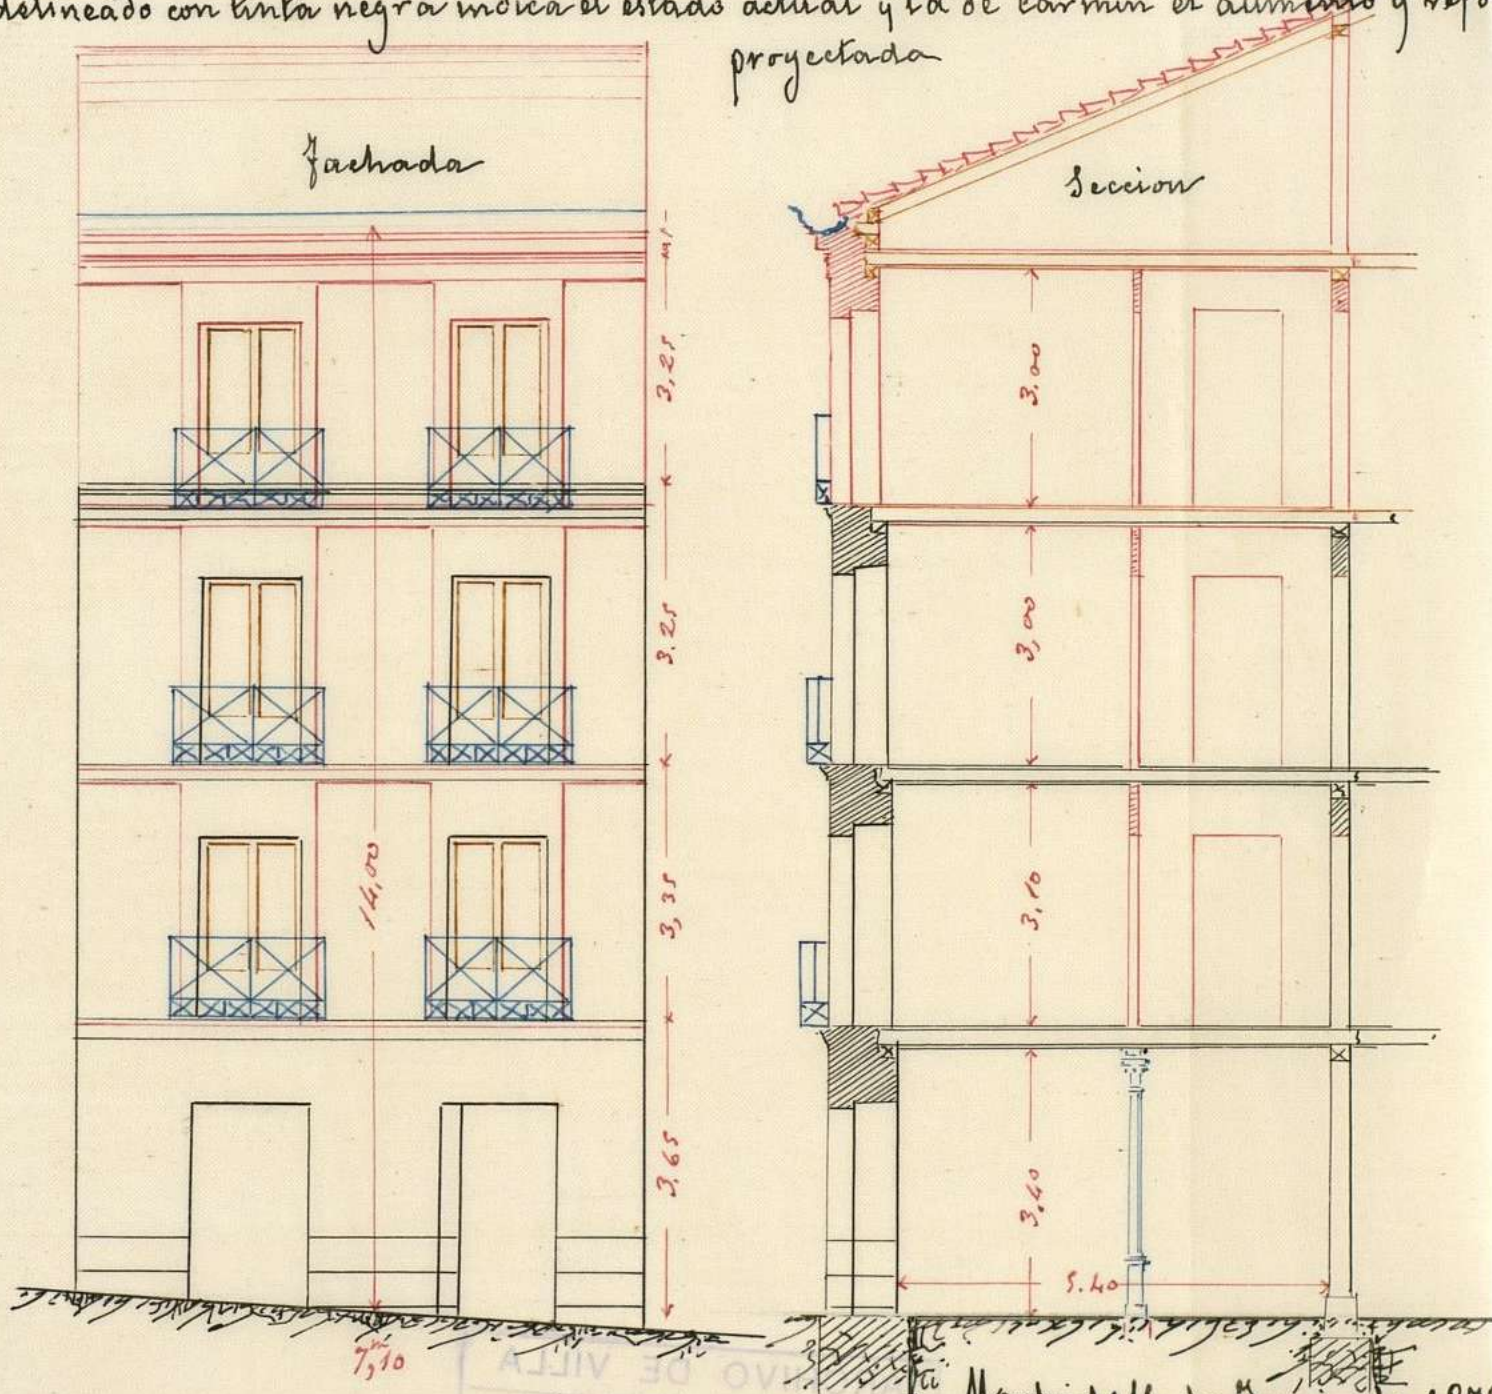 delineado con tinta negra indica el estado actual y la de carmin el aumento y
proyectada
Fachada
Seccion
3,25
3,00
3.25
3,00
14,00
3,35
3,10
3,65
3,40
5.40
7,10
ARCHIVO DE VILLA